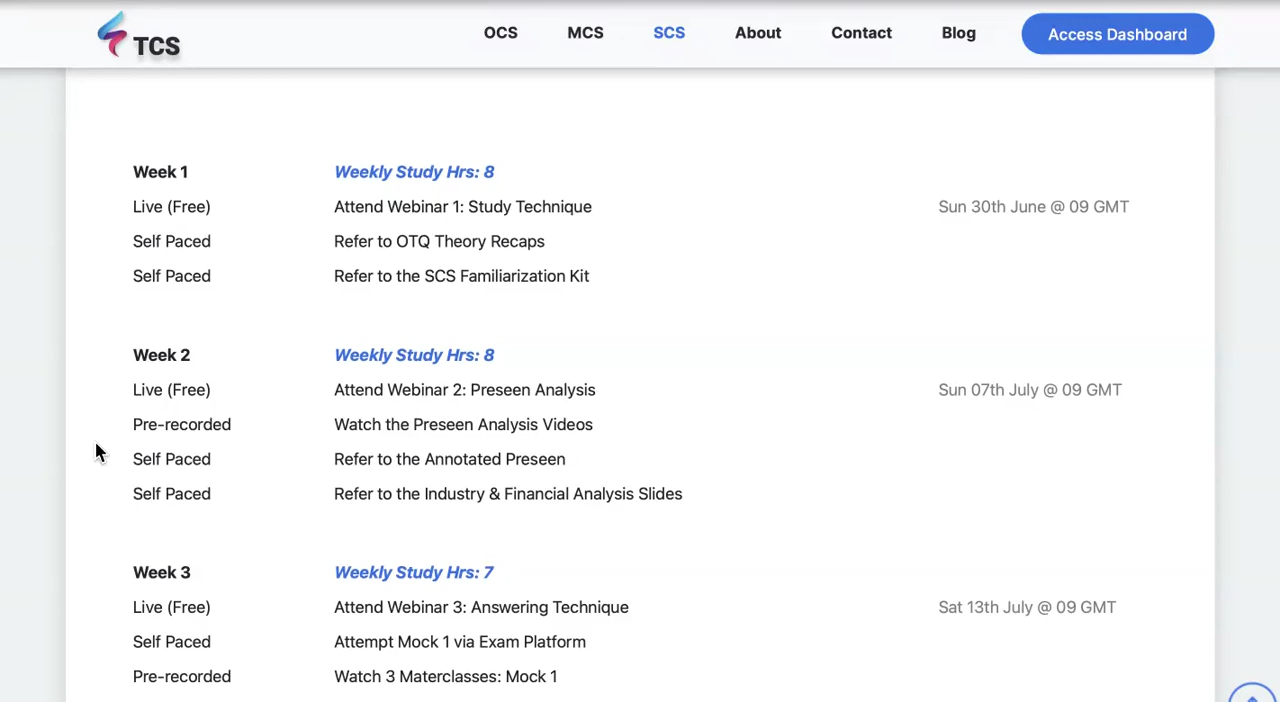 TCS OCS MCS SCS About Contact Blog Access Dashboard
Week 1 Weekly Study Hrs: 8
Live (Free) Attend Webinar 1: Study Technique Sun 30th June @ 09 GMT
Self Paced Refer to OTQ Theory Recaps
Self Paced Refer to the SCS Familiarization Kit
Week 2 Weekly Study Hrs: 8
Live (Free) Attend Webinar 2: Preseen Analysis Sun 07th July @ 09 GMT
Pre-recorded Watch the Preseen Analysis Videos
Self Paced Refer to the Annotated Preseen
Self Paced Refer to the Industry & Financial Analysis Slides
Week 3 Weekly Study Hrs: 7
Live (Free) Attend Webinar 3: Answering Technique Sat 13th July @ 09 GMT
Self Paced Attempt Mock 1 via Exam Platform
Pre-recorded Watch 3 Materclasses: Mock 1